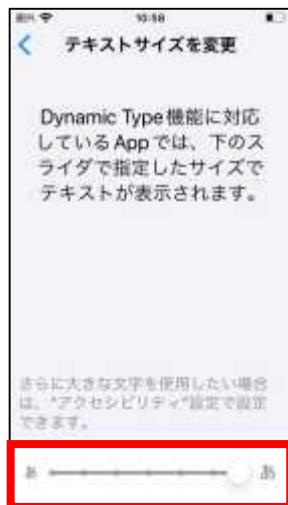 圏外 10:58
テキストサイズを変更
Dynamic Type機能に対応
しているAppでは、下のス
ライダで指定したサイズで
テキストが表示されます。
さらに大きな文字を使用したい場合
は、"アクセシビリティ"設定で設定
できます。
あ あ